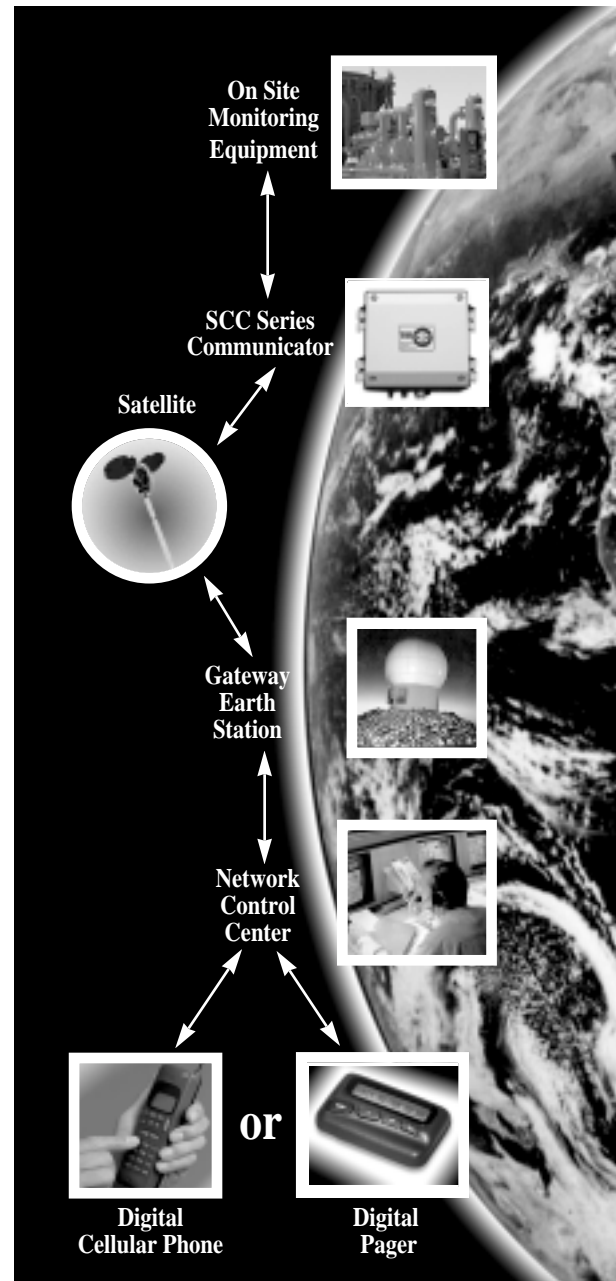 On Site
Monitoring
Equipment
SCC Series
Communicator
Satellite
Gateway
Earth
Station
Network
Control
Center
or
Digital
Cellular Phone
Digital
Pager